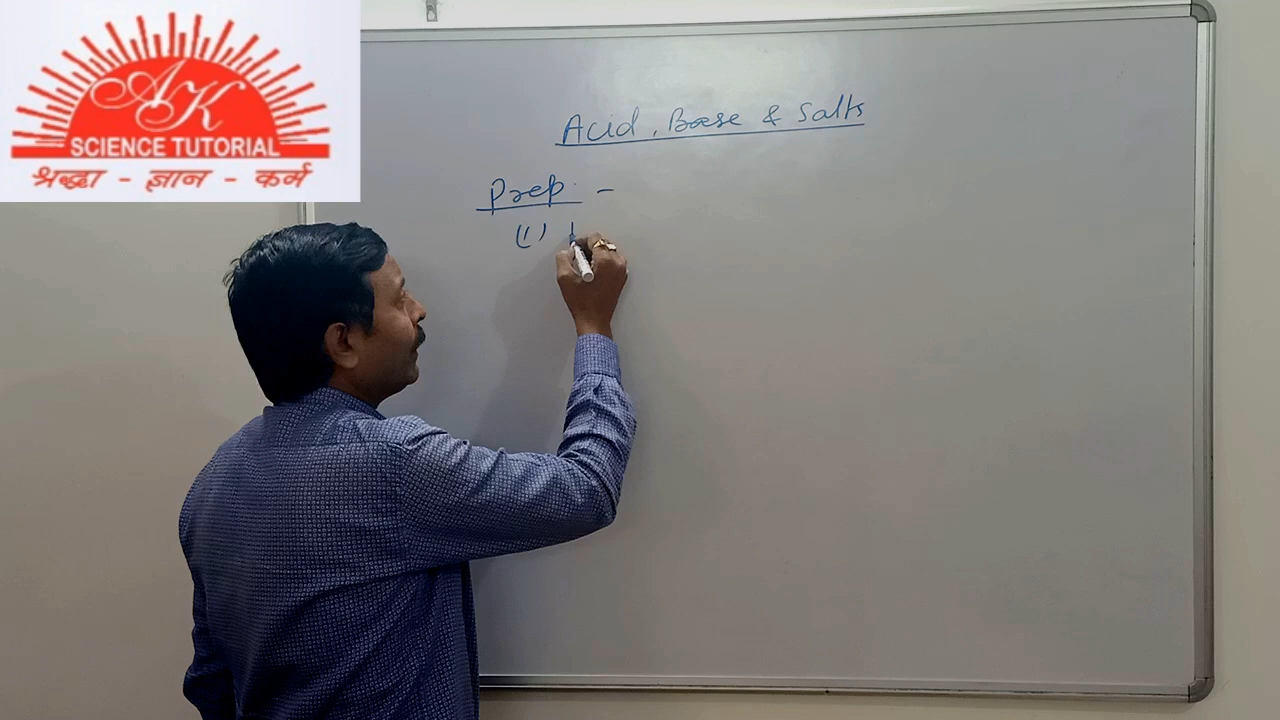 AK
SCIENCE TUTORIAL
श्रद्धा - ज्ञान - कर्म
Acid, Base & Salts
Prep. -
(1)